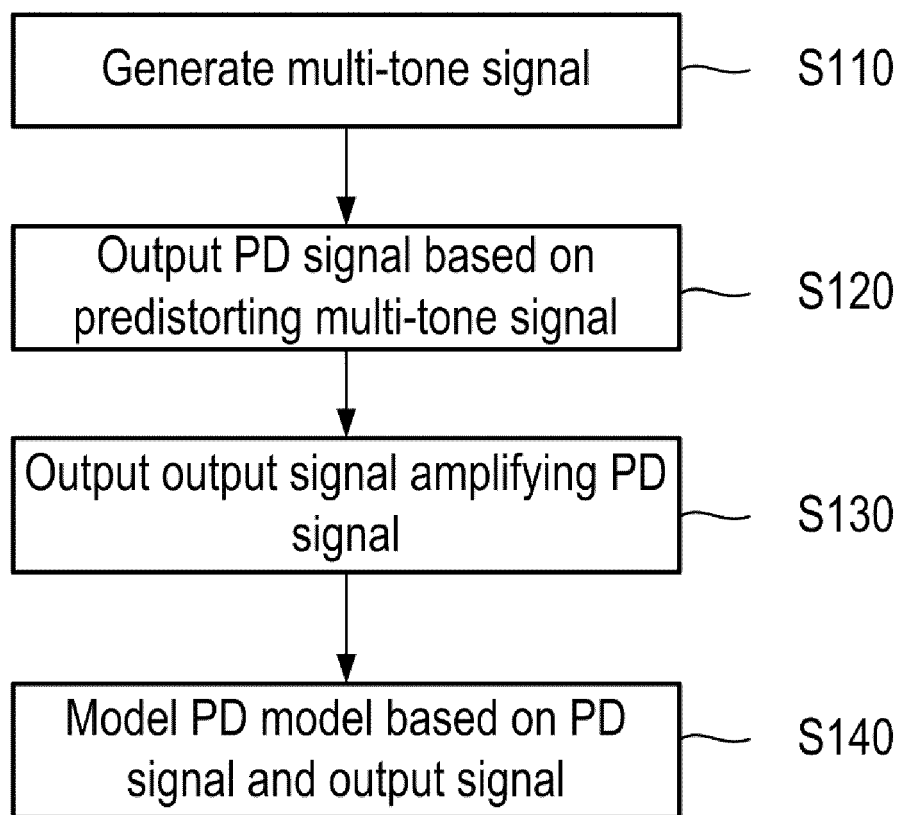 Generate multi-tone signal
S110
Output PD signal based on
predistorting multi-tone signal
S120
Output output signal amplifying PD
signal
S130
Model PD model based on PD
signal and output signal
S140